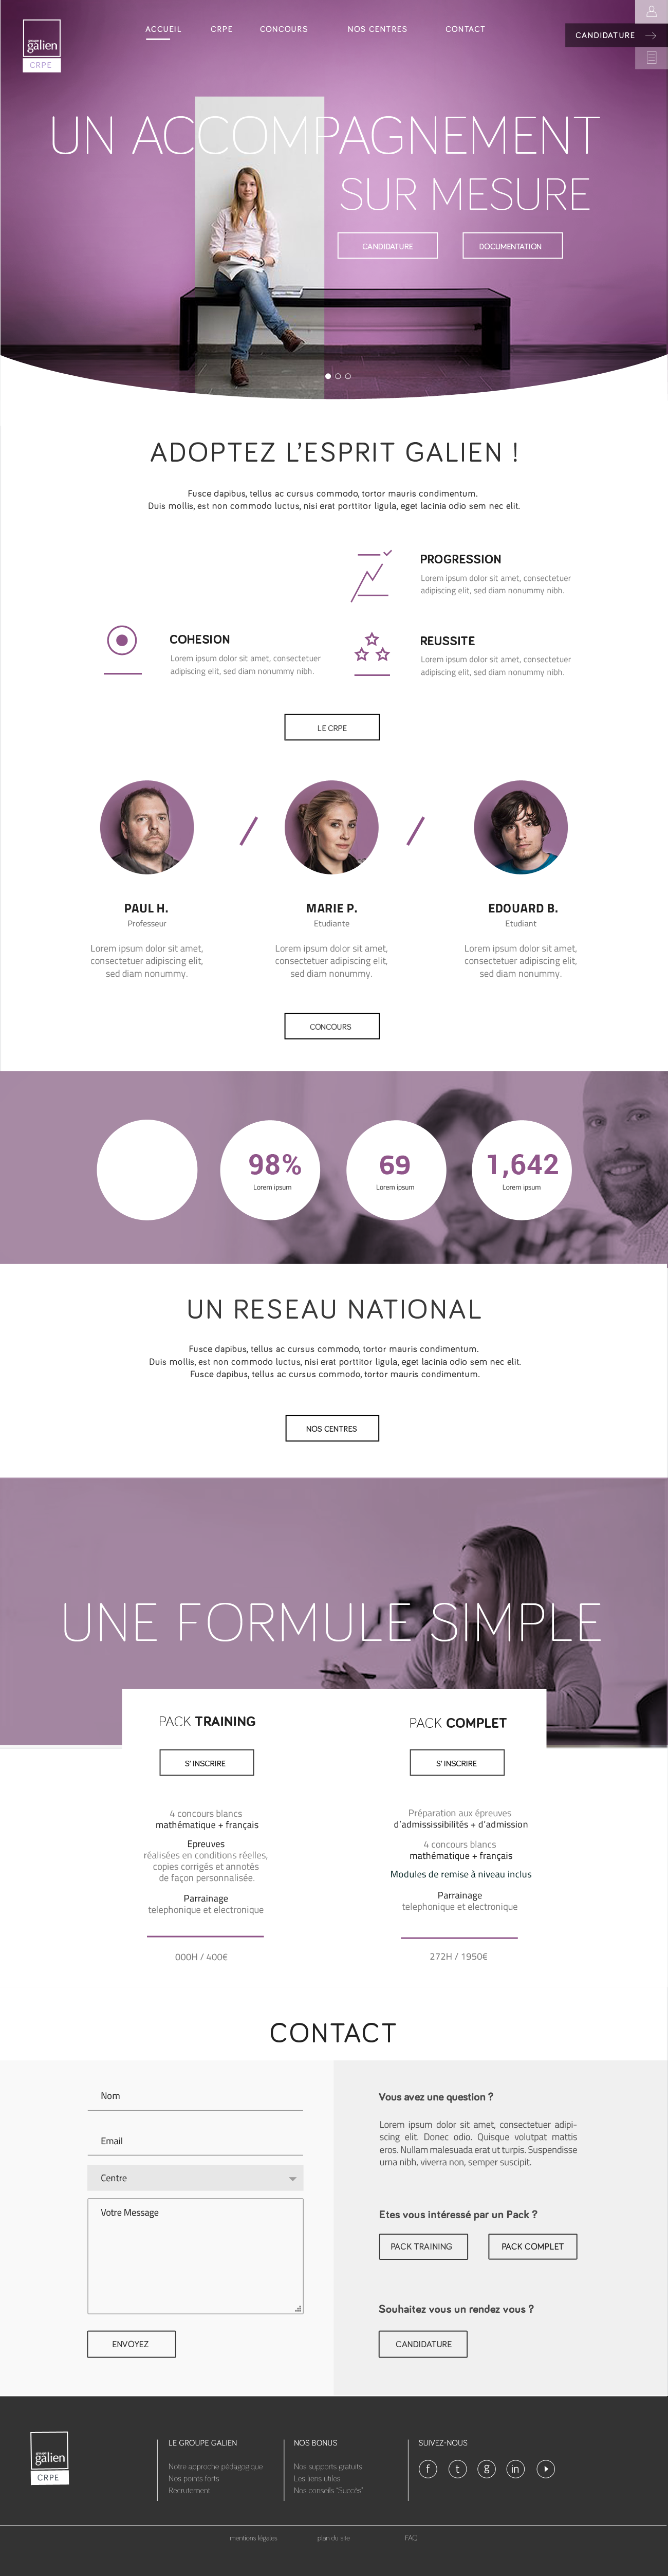 galien
CRPE
ACCUEIL
CRPE
CONCOURS
NOS CENTRES
CONTACT
CANDIDATURE
UN ACCOMPAGNEMENT
SUR MESURE
CANDIDATURE
DOCUMENTATION
ADOPTEZ L'ESPRIT GALIEN !
Fusce dapibus, tellus ac cursus commodo, tortor mauris condimentum.
Duis mollis, est non commodo luctus, nisi erat porttitor ligula, eget lacinia odio sem nec elit.
PROGRESSION
Lorem ipsum dolor sit amet, consectetuer
adipiscing elit, sed diam nonummy nibh.
COHESION
Lorem ipsum dolor sit amet, consectetuer
adipiscing elit, sed diam nonummy nibh.
REUSSITE
Lorem ipsum dolor sit amet, consectetuer
adipiscing elit, sed diam nonummy nibh.
LE CRPE
PAUL H.
Professeur
Lorem ipsum dolor sit amet,
consectetuer adipiscing elit,
sed diam nonummy.
MARIE P.
Etudiante
Lorem ipsum dolor sit amet,
consectetuer adipiscing elit,
sed diam nonummy.
EDOUARD B.
Etudiant
Lorem ipsum dolor sit amet,
consectetuer adipiscing elit,
sed diam nonummy.
CONCOURS
98%
Lorem ipsum
69
Lorem ipsum
1,642
Lorem ipsum
UN RESEAU NATIONAL
Fusce dapibus, tellus ac cursus commodo, tortor mauris condimentum.
Duis mollis, est non commodo luctus, nisi erat porttitor ligula, eget lacinia odio sem nec elit.
Fusce dapibus, tellus ac cursus commodo, tortor mauris condimentum.
NOS CENTRES
UNE FORMULE SIMPLE
PACK TRAINING
S' INSCRIRE
4 concours blancs
mathématique + français
Epreuves
réalisées en conditions réelles,
copies corrigés et annotés
de façon personnalisée.
Parrainage
telephonique et electronique
000H / 400€
PACK COMPLET
S' INSCRIRE
Préparation aux épreuves
d'admississibilités + d'admission
4 concours blancs
mathématique + français
Modules de remise à niveau inclus
Parrainage
telephonique et electronique
272H / 1950€
CONTACT
Nom
Email
Centre
Votre Message
ENVOYEZ
Vous avez une question ?
Lorem ipsum dolor sit amet, consectetuer adipi-
scing elit. Donec odio. Quisque volutpat mattis
eros. Nullam malesuada erat ut turpis. Suspendisse
urna nibh, viverra non, semper suscipit.
Etes vous intéressé par un Pack ?
PACK TRAINING
PACK COMPLET
Souhaitez vous un rendez vous ?
CANDIDATURE
galien
CRPE
LE GROUPE GALIEN
Notre approche pédagogique
Nos points forts
Recrutement
NOS BONUS
Nos supports gratuits
Les liens utiles
Nos conseils "Succès"
SUIVEZ-NOUS
f
t
g
in
mentions légales
plan du site
FAQ